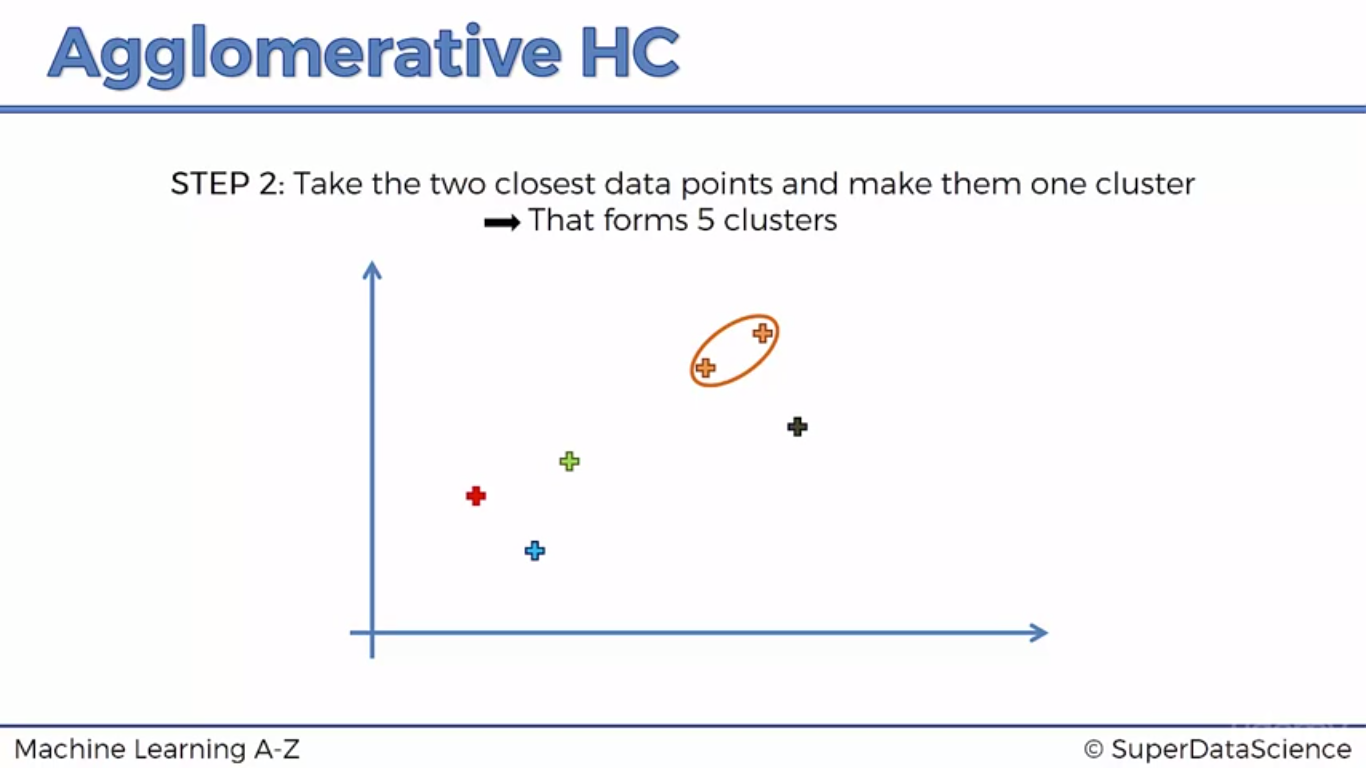 Agglomerative HC
STEP 2: Take the two closest data points and make them one cluster
➡ That forms 5 clusters
Machine Learning A-Z
© SuperDataScience